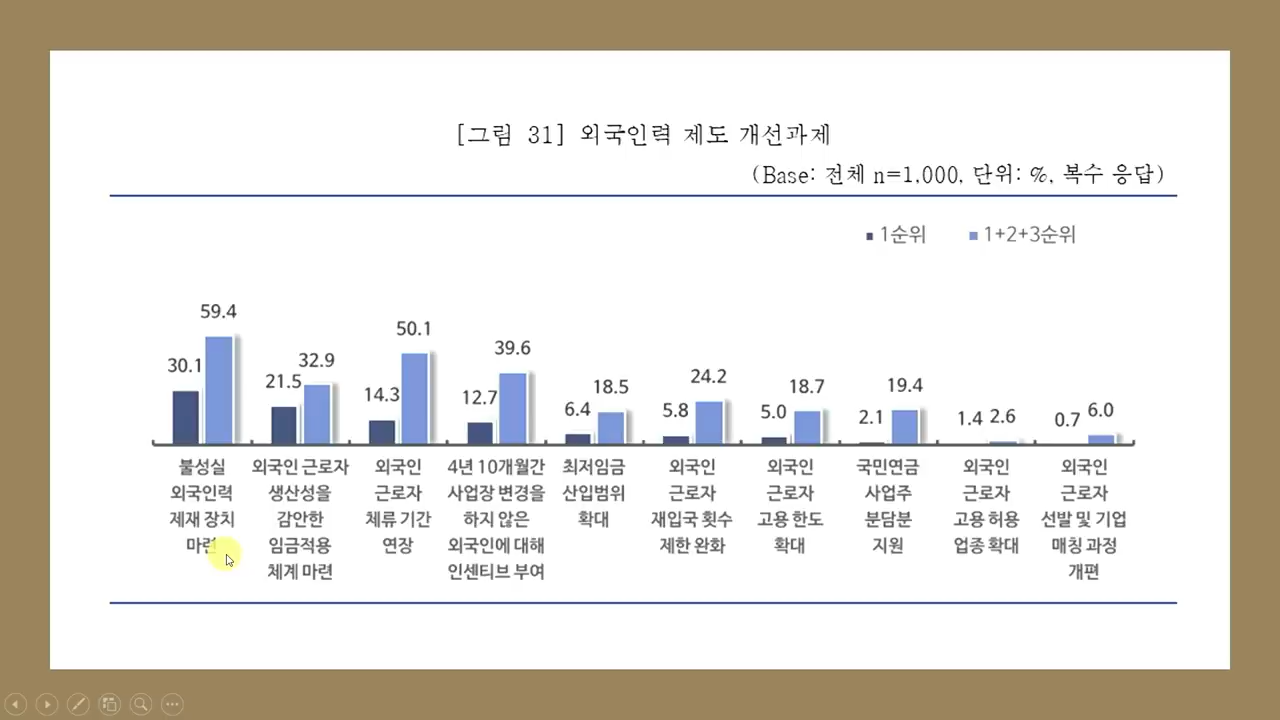 [그림 31] 외국인력 제도 개선과제
(Base: 전체 n=1,000, 단위: %, 복수 응답)
1순위 1+2+3순위
30.1 59.4
21.5 32.9
14.3 50.1
12.7 39.6
6.4 18.5
5.8 24.2
5.0 18.7
2.1 19.4
1.4 2.6
0.7 6.0
불성실
외국인력
제재 장치
마련
외국인 근로자
생산성을
감안한
임금적용
체계 마련
외국인
근로자
체류 기간
연장
4년 10개월간
사업장 변경을
하지 않은
외국인에 대해
인센티브 부여
최저임금
산입범위
확대
외국인
근로자
재입국 횟수
제한 완화
외국인
근로자
고용 한도
확대
국민연금
사업주
분담분
지원
외국인
근로자
고용 허용
업종 확대
외국인
근로자
선발 및 기업
매칭 과정
개편